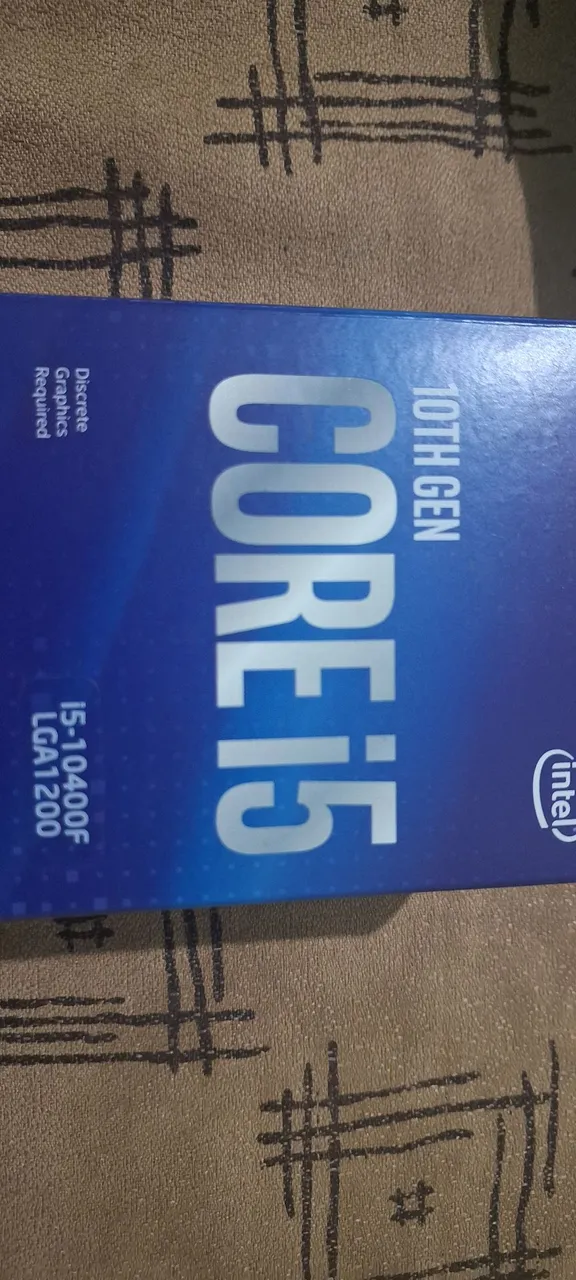 intel
10TH GEN
CORE i5
Discrete
Graphics
Required
i5-10400F
LGA1200